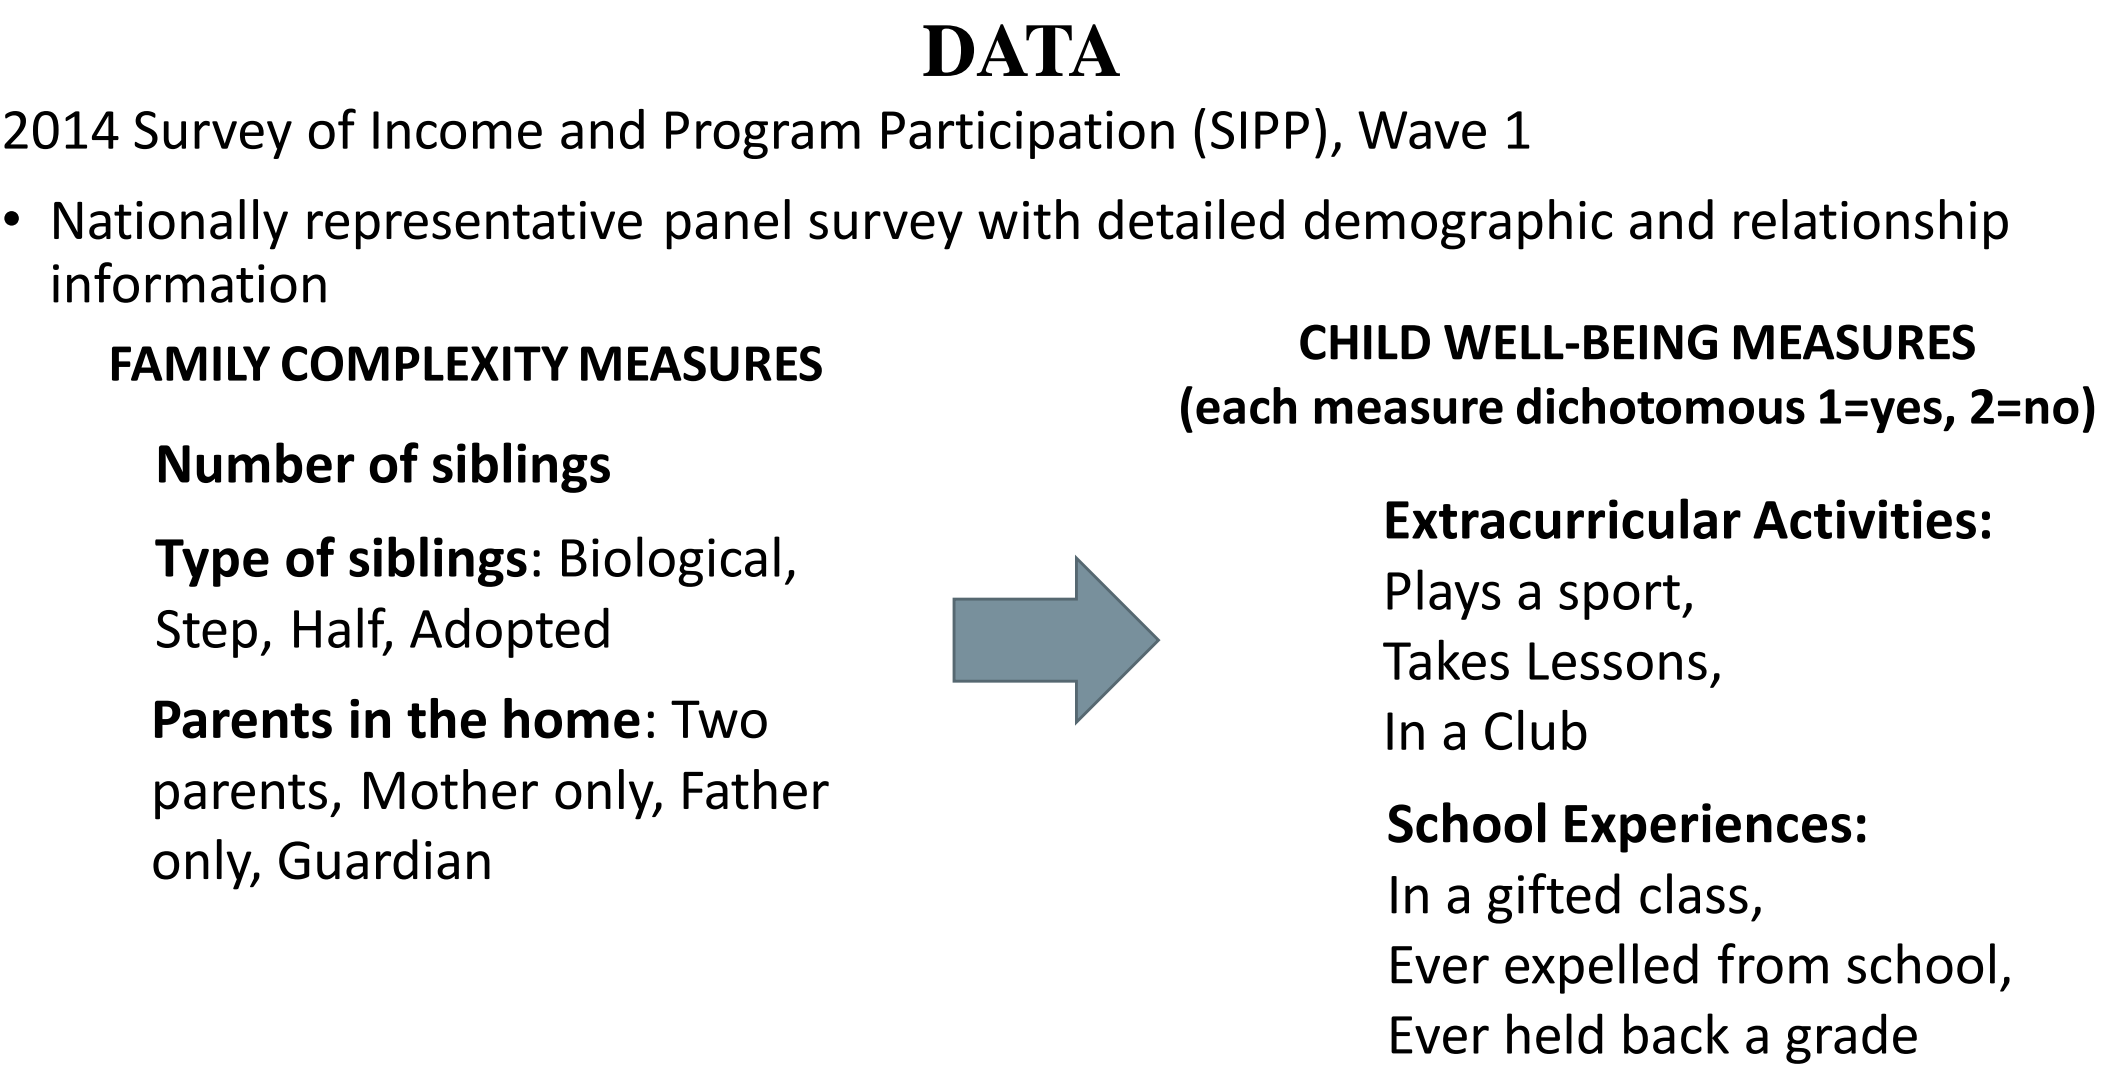 DATA
2014 Survey of Income and Program Participation (SIPP), Wave 1
• Nationally representative panel survey with detailed demographic and relationship
information
FAMILY COMPLEXITY MEASURES
Number of siblings
Type of siblings: Biological,
Step, Half, Adopted
Parents in the home: Two
parents, Mother only, Father
only, Guardian
CHILD WELL-BEING MEASURES
(each measure dichotomous 1=yes, 2=no)
Extracurricular Activities:
Plays a sport,
Takes Lessons,
In a Club
School Experiences:
In a gifted class,
Ever expelled from school,
Ever held back a grade